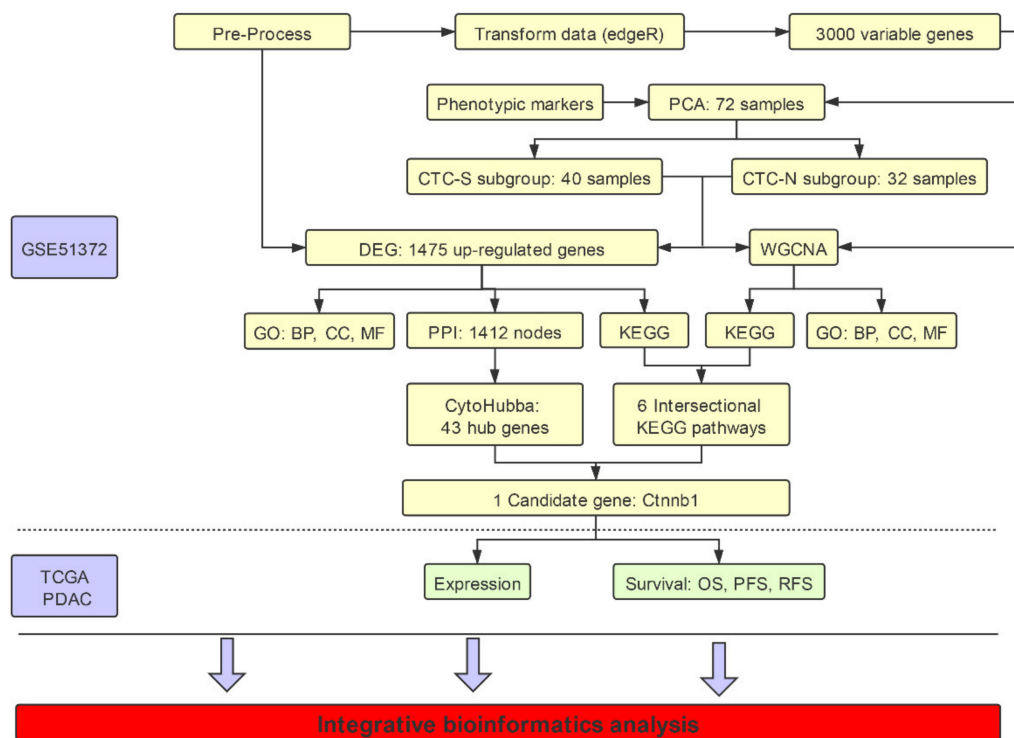 Pre-Process
Transform data (edgeR)
3000 variable genes
Phenotypic markers
PCA: 72 samples
CTC-S subgroup: 40 samples
CTC-N subgroup: 32 samples
GSE51372
DEG: 1475 up-regulated genes
WGCNA
GO: BP, CC, MF
PPI: 1412 nodes
KEGG
KEGG
GO: BP, CC, MF
CytoHubba:
43 hub genes
6 Intersectional
KEGG pathways
1 Candidate gene: Ctnnb1
TCGA
PDAC
Expression
Survival: OS, PFS, RFS
Integrative bioinformatics analysis